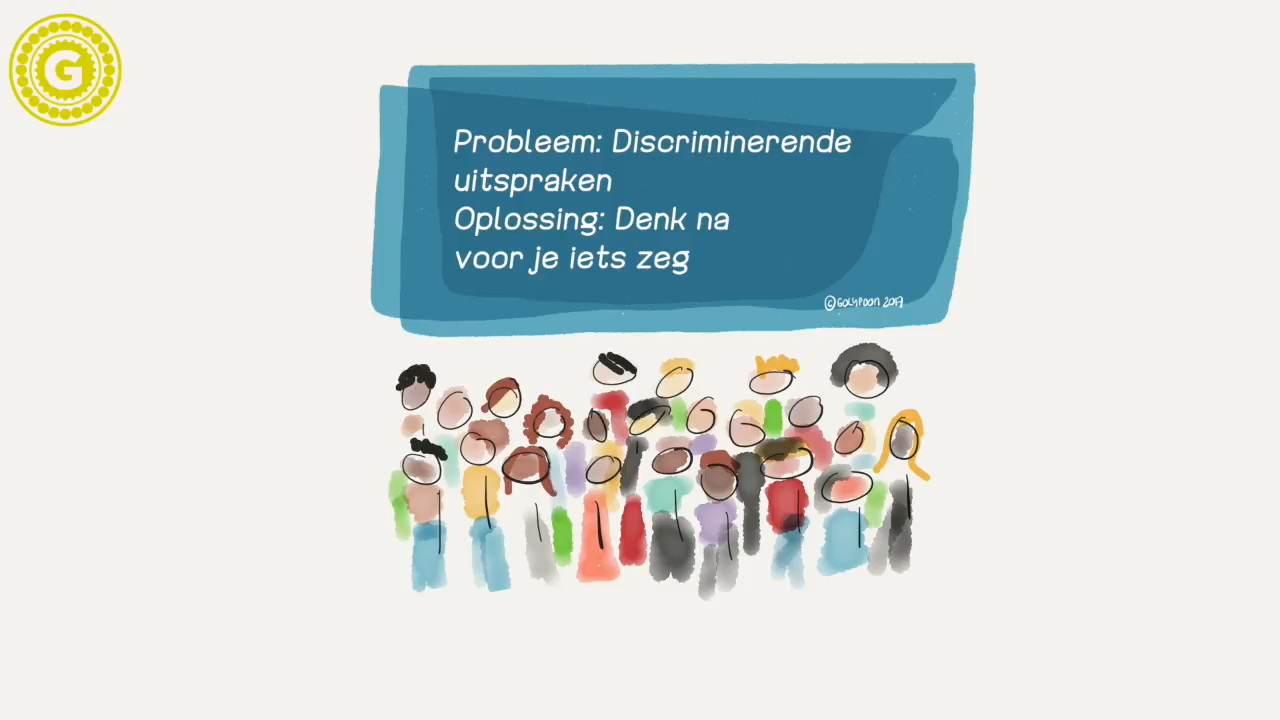 G
Probleem: Discriminerende
uitspraken
Oplossing: Denk na
voor je iets zeg
©GOLYPOON 2017